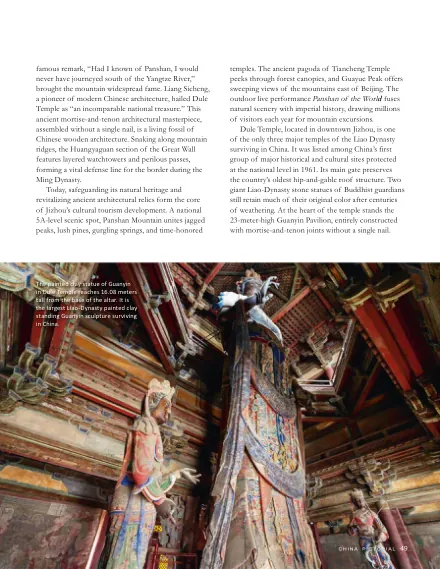 famous remark, “Had I known of Panshan, I would
never have journeyed south of the Yangtze River,”
brought the mountain widespread fame. Liang Sicheng,
a pioneer of modern Chinese architecture, hailed Dule
Temple as “an incomparable national treasure.” This
ancient mortise-and-tenon architectural masterpiece,
assembled without a single nail, is a living fossil of
Chinese wooden architecture. Snaking along mountain
ridges, the Huangyaguan section of the Great Wall
features layered watchtowers and perilous passes,
forming a vital defense line for the border during the
Ming Dynasty.
Today, safeguarding its natural heritage and
revitalizing ancient architectural relics form the core
of Jizhou’s cultural tourism development. A national
5A-level scenic spot, Panshan Mountain unites jagged
peaks, lush pines, gurgling springs, and time-honored
temples. The ancient pagoda of Tiancheng Temple
peeks through forest canopies, and Guayue Peak offers
sweeping views of the mountains east of Beijing. The
outdoor live performance Panshan of the World fuses
natural scenery with imperial history, drawing millions
of visitors each year for mountain excursions.
Dule Temple, located in downtown Jizhou, is one
of the only three major temples of the Liao Dynasty
surviving in China. It was listed among China’s first
group of major historical and cultural sites protected
at the national level in 1961. Its main gate preserves
the country’s oldest hip-and-gable roof structure. Two
giant Liao-Dynasty stone statues of Buddhist guardians
still retain much of their original color after centuries
of weathering. At the heart of the temple stands the
23-meter-high Guanyin Pavilion, entirely constructed
with mortise-and-tenon joints without a single nail.
The painted clay statue of Guanyin
in Dule Temple reaches 16.08 meters
tall from the base of the altar. It is
the largest Liao-Dynasty painted clay
standing Guanyin sculpture surviving
in China.
CHINA PICTORIAL 49